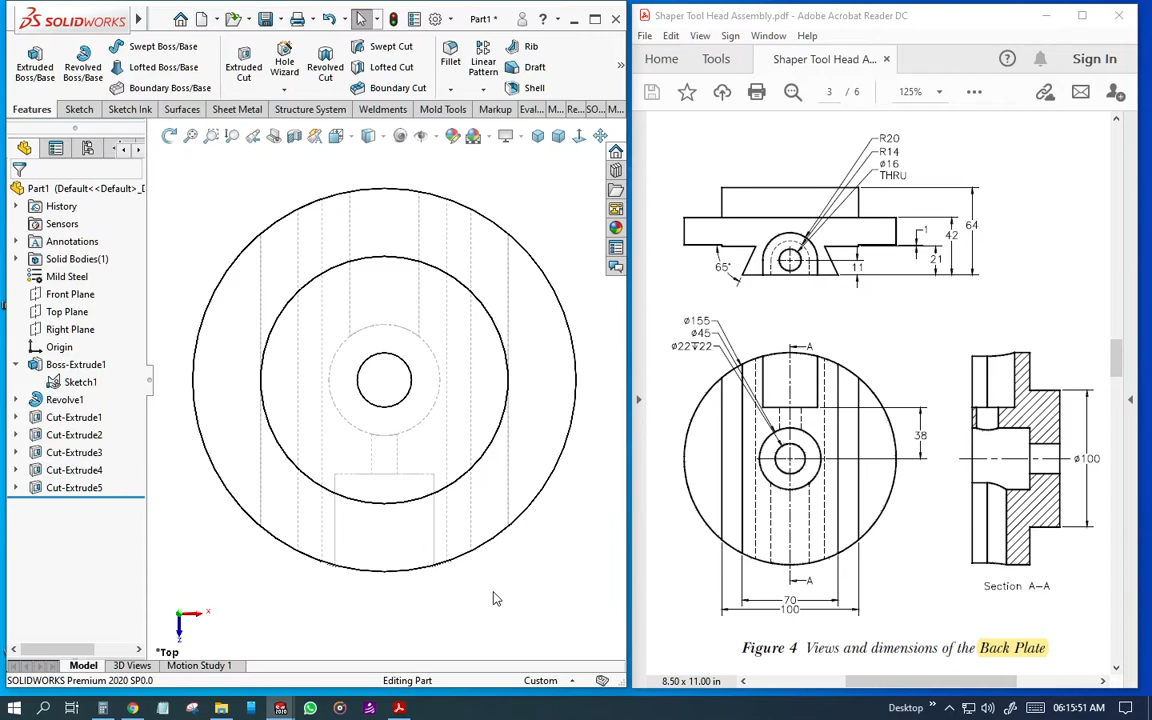 SOLIDWORKS
Part1 *
?
Extruded Boss/Base
Revolved Boss/Base
Swept Boss/Base
Lofted Boss/Base
Boundary Boss/Base
Extruded Cut
Hole Wizard
Revolved Cut
Swept Cut
Lofted Cut
Boundary Cut
Fillet
Linear Pattern
Rib
Draft
Shell
Features
Sketch
Sketch Ink
Surfaces
Sheet Metal
Structure System
Weldments
Mold Tools
Markup
Eval...
M...
Re...
SO...
M...
Part1 (Default<<Default>_D
History
Sensors
Annotations
Solid Bodies(1)
Mild Steel
Front Plane
Top Plane
Right Plane
Origin
Boss-Extrude1
Sketch1
Revolve1
Cut-Extrude1
Cut-Extrude2
Cut-Extrude3
Cut-Extrude4
Cut-Extrude5
X
Z
*Top
Model
3D Views
Motion Study 1
SOLIDWORKS Premium 2020 SP0.0
Editing Part
Custom
Shaper Tool Head Assembly.pdf - Adobe Acrobat Reader DC
File Edit View Sign Window Help
Home
Tools
Shaper Tool Head A...
Sign In
3 / 6
125%
R20
R14
ø16
THRU
1
64
42
21
11
65°
ø155
ø45
ø22↧22
A
A
38
70
100
ø100
Section A-A
Figure 4 Views and dimensions of the Back Plate
8.50 x 11.00 in
Desktop
06:15:51 AM